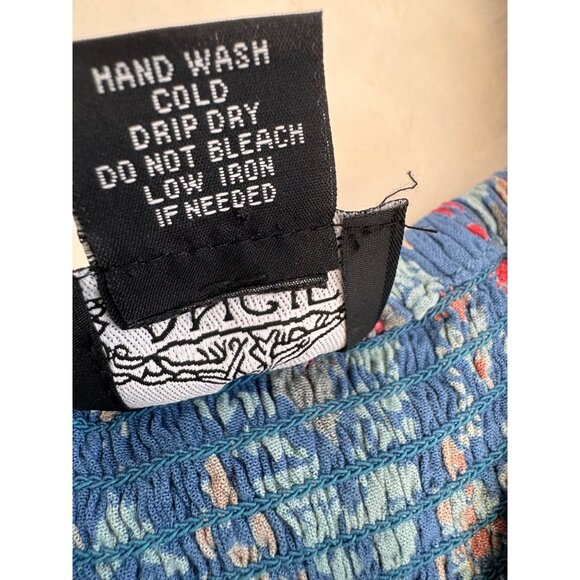 HAND WASH
COLD
DRIP DRY
DO NOT BLEACH
LOW IRON
IF NEEDED